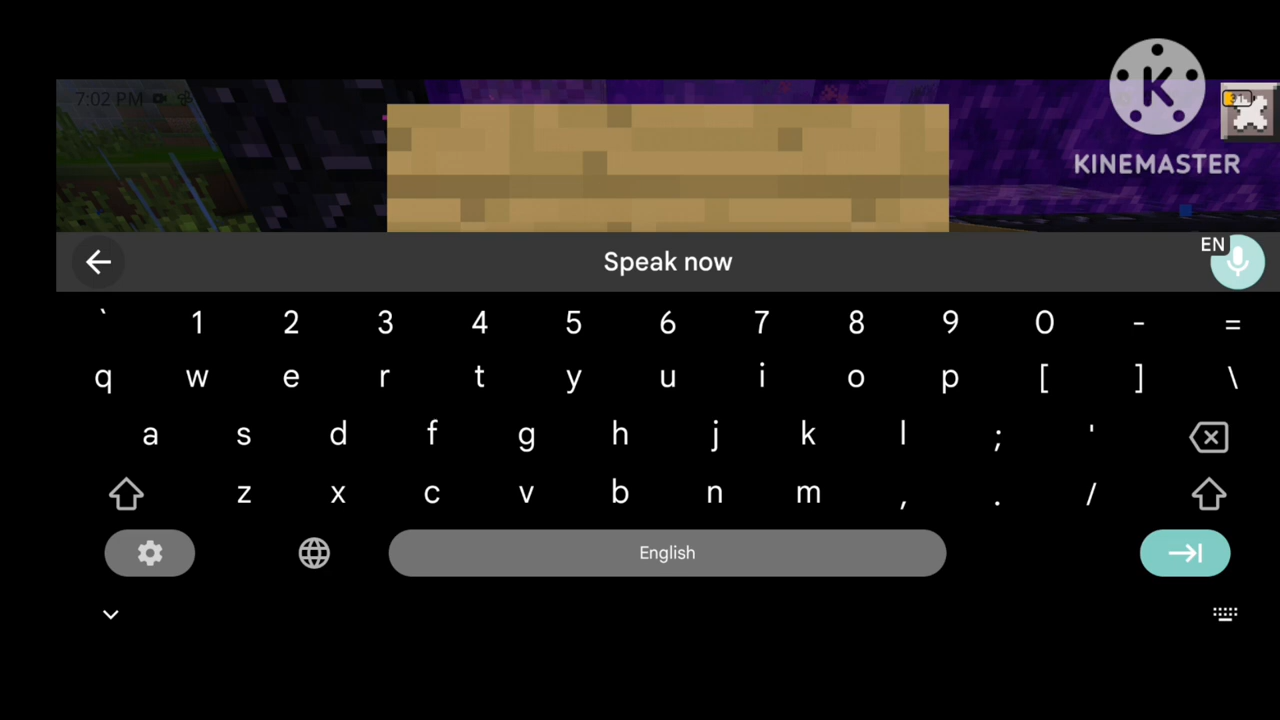 7:02 PM
KINEMASTER
Speak now
EN
` 1 2 3 4 5 6 7 8 9 0 - =
q w e r t y u i o p [ ] \
a s d f g h j k l ; '
z x c v b n m , . /
English